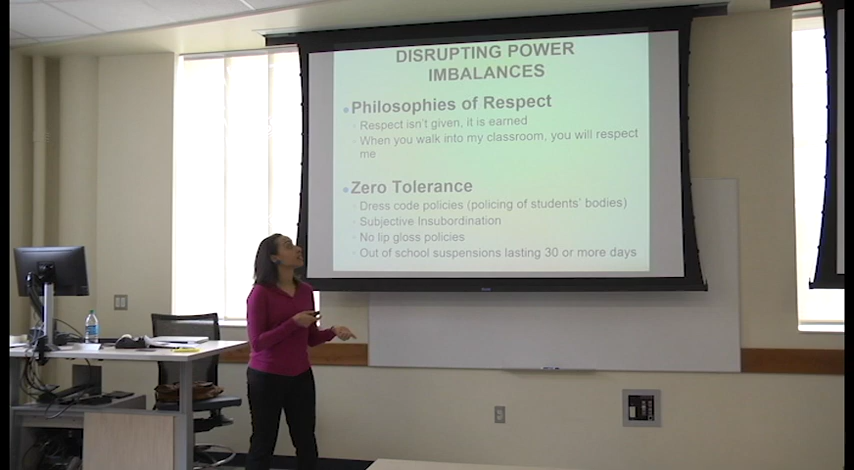 DISRUPTING POWER
IMBALANCES
Philosophies of Respect
Respect isn't given, it is earned
When you walk into my classroom, you will respect
me
Zero Tolerance
Dress code policies (policing of students' bodies)
Subjective Insubordination
No lip gloss policies
Out of school suspensions lasting 30 or more days